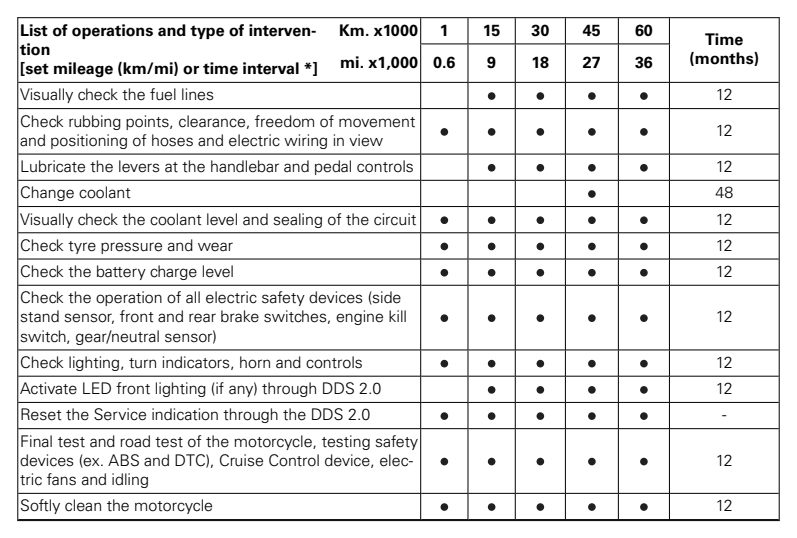 List of operations and type of interven- Km. x1000 1 15 30 45 60 Time
tion
[set mileage (km/mi) or time interval *] mi. x1,000 0.6 9 18 27 36 (months)
Visually check the fuel lines ● ● ● ● 12
Check rubbing points, clearance, freedom of movement
and positioning of hoses and electric wiring in view ● ● ● ● ● 12
Lubricate the levers at the handlebar and pedal controls ● ● ● ● 12
Change coolant ● 48
Visually check the coolant level and sealing of the circuit ● ● ● ● ● 12
Check tyre pressure and wear ● ● ● ● ● 12
Check the battery charge level ● ● ● ● ● 12
Check the operation of all electric safety devices (side
stand sensor, front and rear brake switches, engine kill ● ● ● ● ● 12
switch, gear/neutral sensor)
Check lighting, turn indicators, horn and controls ● ● ● ● ● 12
Activate LED front lighting (if any) through DDS 2.0 ● ● ● ● 12
Reset the Service indication through the DDS 2.0 ● ● ● ● ● -
Final test and road test of the motorcycle, testing safety
devices (ex. ABS and DTC), Cruise Control device, elec- ● ● ● ● ● 12
tric fans and idling
Softly clean the motorcycle ● ● ● ● ● 12